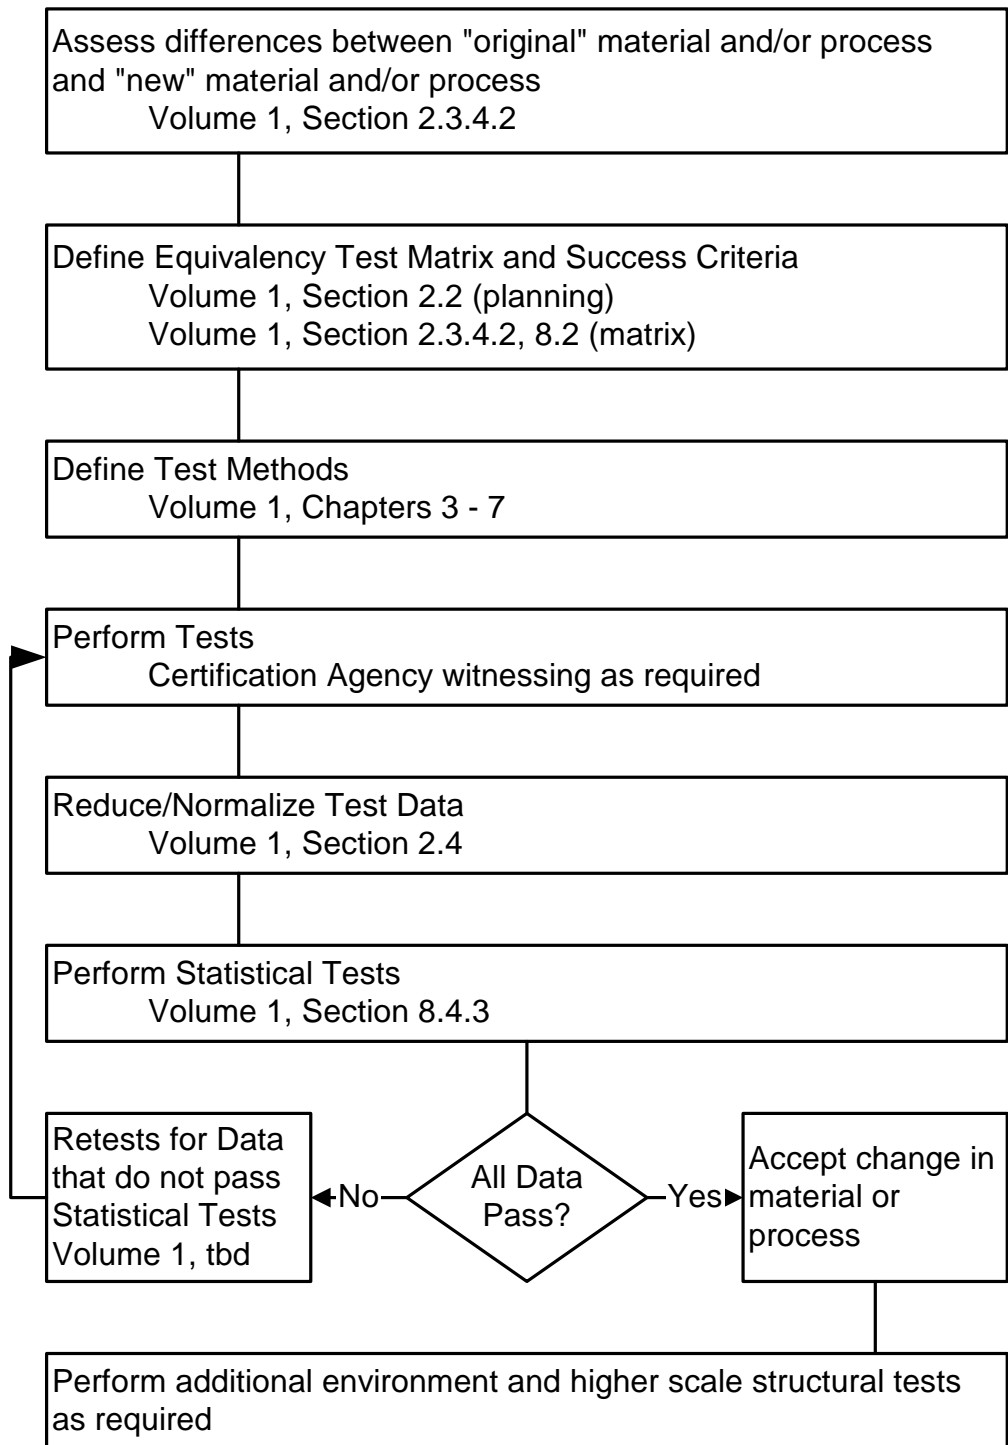 Assess differences between "original" material and/or process
and "new" material and/or process
Volume 1, Section 2.3.4.2
Define Equivalency Test Matrix and Success Criteria
Volume 1, Section 2.2 (planning)
Volume 1, Section 2.3.4.2, 8.2 (matrix)
Define Test Methods
Volume 1, Chapters 3 - 7
Perform Tests
Certification Agency witnessing as required
Reduce/Normalize Test Data
Volume 1, Section 2.4
Perform Statistical Tests
Volume 1, Section 8.4.3
Retests for Data
that do not pass
Statistical Tests
Volume 1, tbd
No
All Data
Pass?
Yes
Accept change in
material or
process
Perform additional environment and higher scale structural tests
as required